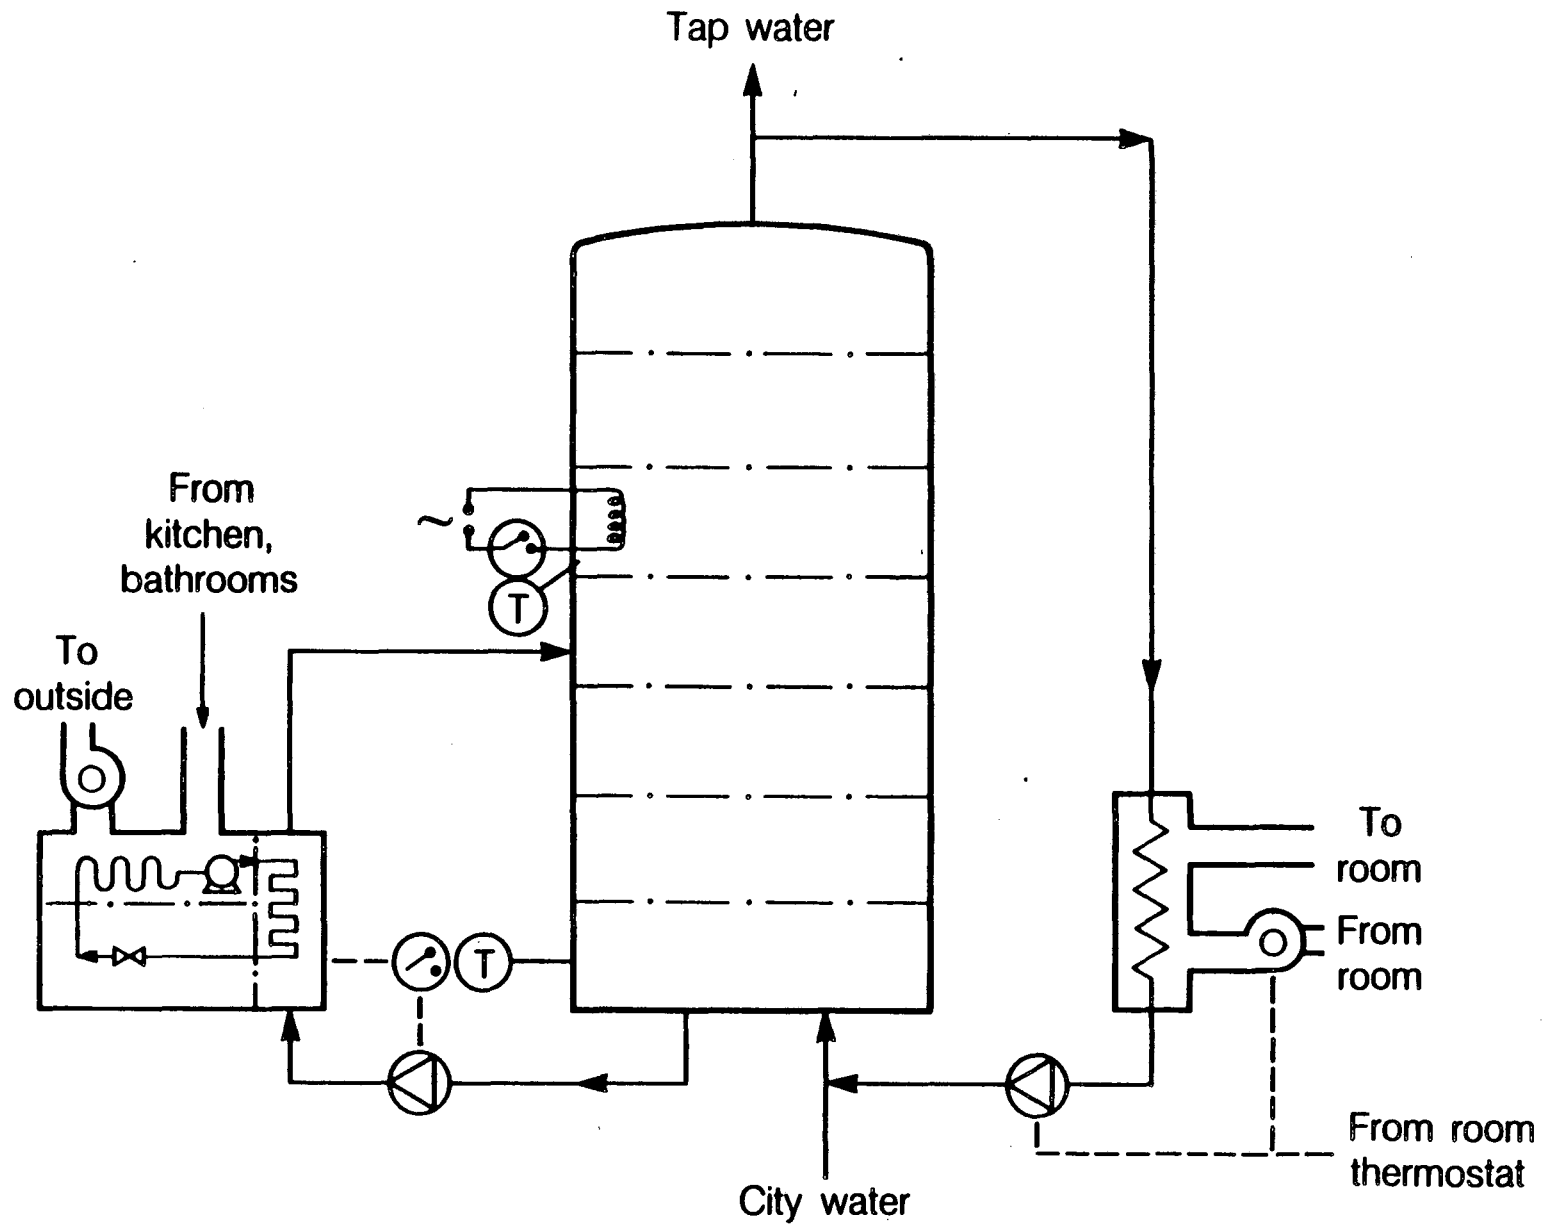 Tap water
From
kitchen,
bathrooms
To
outside
~
T
T
To
room
From
room
From room
thermostat
City water